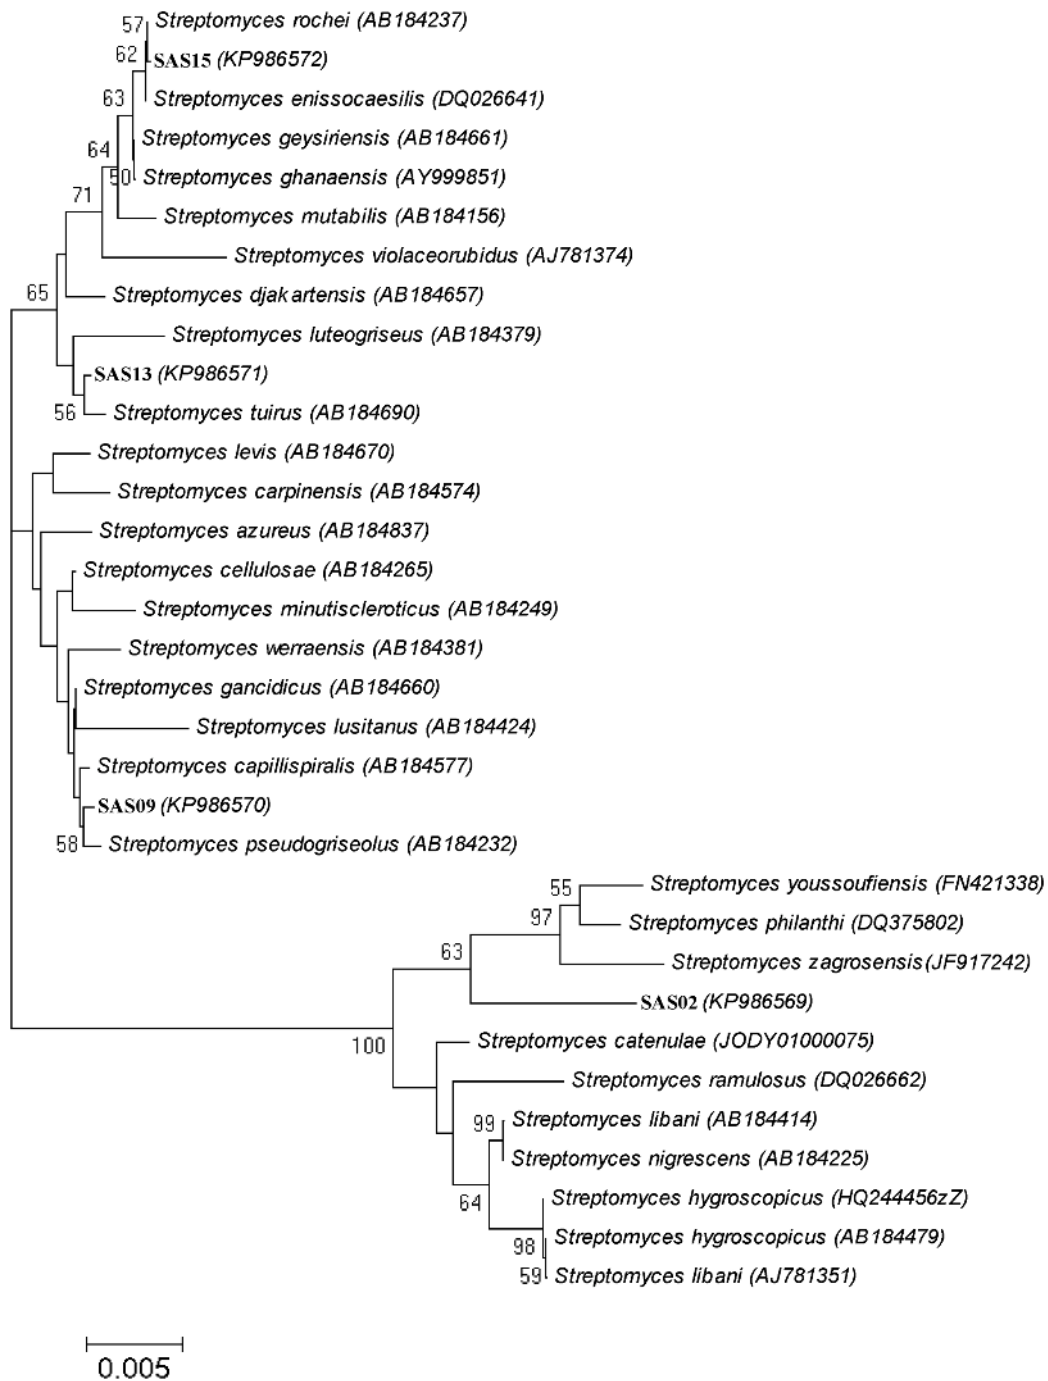 57 Streptomyces rochei (AB184237)
62 SAS15 (KP986572)
63 Streptomyces enissocaesilis (DQ026641)
Streptomyces geysiriensis (AB184661)
64
50 Streptomyces ghanaensis (AY999851)
71
Streptomyces mutabilis (AB184156)
Streptomyces violaceorubidus (AJ781374)
65 Streptomyces djakartensis (AB184657)
Streptomyces luteogriseus (AB184379)
SAS13 (KP986571)
56 Streptomyces tuirus (AB184690)
Streptomyces levis (AB184670)
Streptomyces carpinensis (AB184574)
Streptomyces azureus (AB184837)
Streptomyces cellulosae (AB184265)
Streptomyces minutiscleroticus (AB184249)
Streptomyces werraensis (AB184381)
Streptomyces gancidicus (AB184660)
Streptomyces lusitanus (AB184424)
Streptomyces capillispiralis (AB184577)
SAS09 (KP986570)
58 Streptomyces pseudogriseolus (AB184232)
55 Streptomyces youssoufiensis (FN421338)
97 Streptomyces philanthi (DQ375802)
63 Streptomyces zagrosensis (JF917242)
SAS02 (KP986569)
100 Streptomyces catenulae (JODY01000075)
Streptomyces ramulosus (DQ026662)
99 Streptomyces libani (AB184414)
Streptomyces nigrescens (AB184225)
64 Streptomyces hygroscopicus (HQ244456zZ)
98 Streptomyces hygroscopicus (AB184479)
59 Streptomyces libani (AJ781351)
0.005